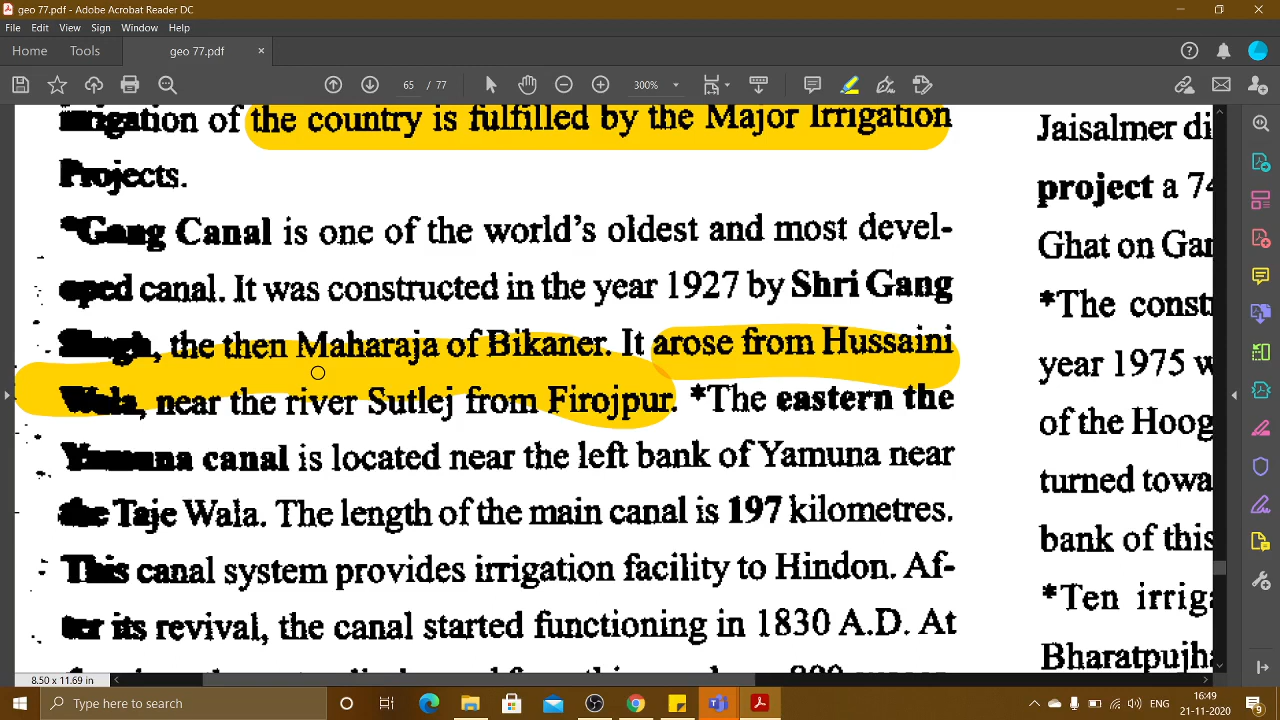 geo 77.pdf - Adobe Acrobat Reader DC
File Edit View Sign Window Help
Home Tools geo 77.pdf ×
65 / 77 300%
irrigation of the country is fulfilled by the Major Irrigation
Projects.
*Gang Canal is one of the world's oldest and most devel-
oped canal. It was constructed in the year 1927 by Shri Gang
Singh, the then Maharaja of Bikaner. It arose from Hussaini
Wala, near the river Sutlej from Firojpur. *The eastern the
Yamuna canal is located near the left bank of Yamuna near
the Taje Wala. The length of the main canal is 197 kilometres.
This canal system provides irrigation facility to Hindon. Af-
ter its revival, the canal started functioning in 1830 A.D. At
Jaisalmer di
project a 74
Ghat on Gan
*The const
year 1975 w
of the Hoog
turned towa
bank of this
*Ten irriga
Bharatpujha
8.50 x 11.69 in
Type here to search
ENG
16:49
21-11-2020
9